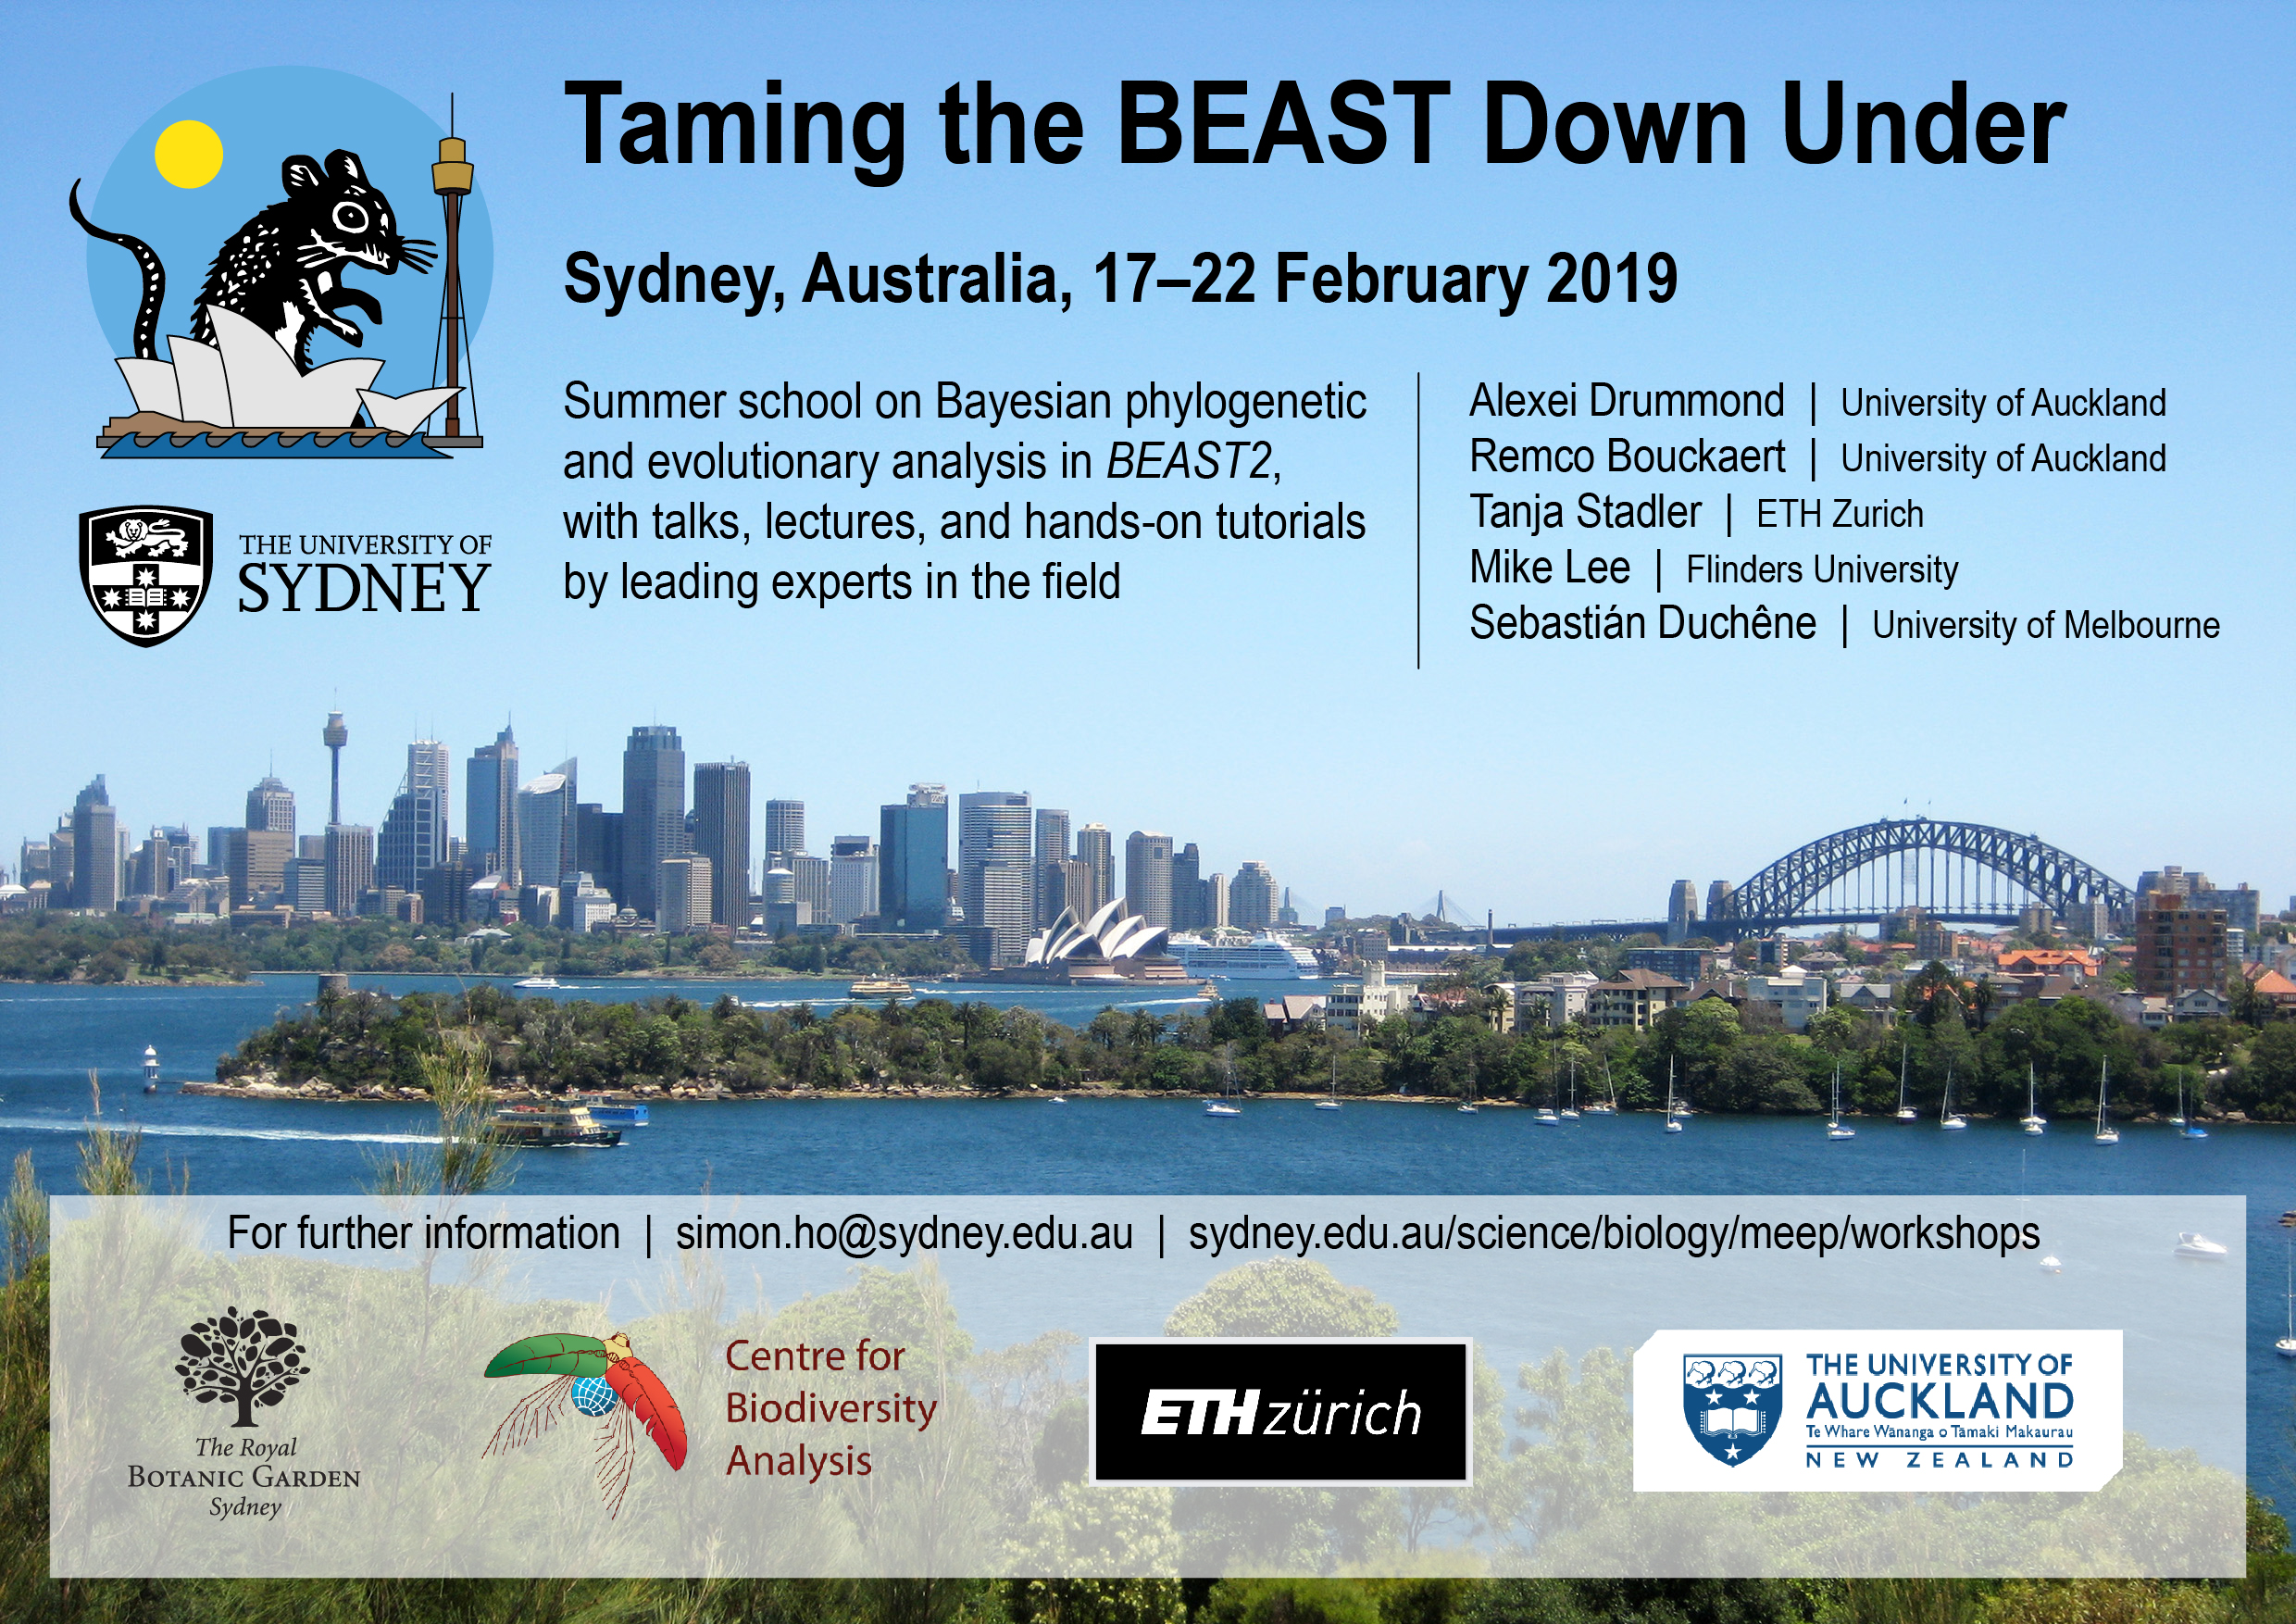 Taming the BEAST Down Under
Sydney, Australia, 17–22 February 2019
Summer school on Bayesian phylogenetic
and evolutionary analysis in BEAST2,
with talks, lectures, and hands-on tutorials
by leading experts in the field
Alexei Drummond | University of Auckland
Remco Bouckaert | University of Auckland
Tanja Stadler | ETH Zurich
Mike Lee | Flinders University
Sebastián Duchêne | University of Melbourne
THE UNIVERSITY OF
SYDNEY
For further information | simon.ho@sydney.edu.au | sydney.edu.au/science/biology/meep/workshops
The Royal
BOTANIC GARDEN
Sydney
Centre for
Biodiversity
Analysis
ETH zürich
THE UNIVERSITY OF
AUCKLAND
Te Whare Wānanga o Tāmaki Makaurau
NEW ZEALAND